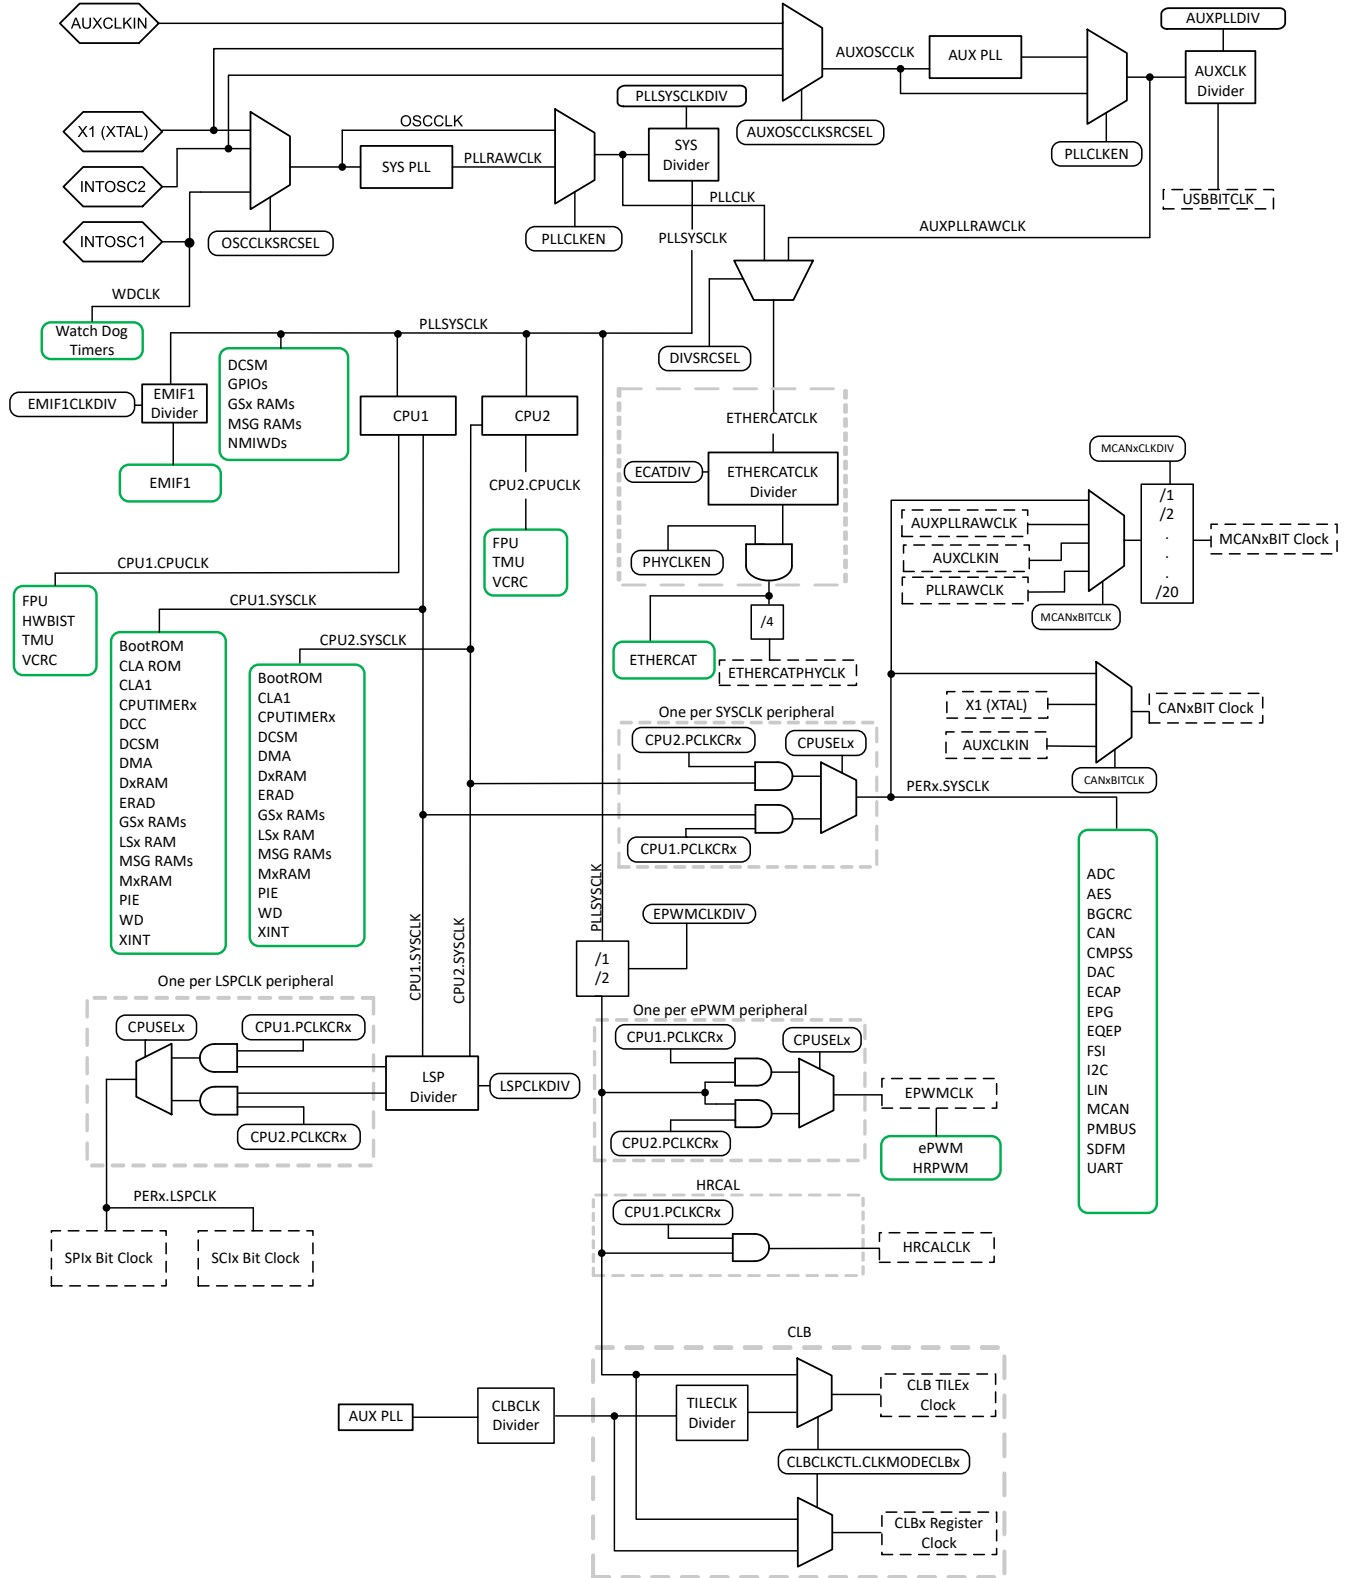 AUXCLKIN
AUXPLLDIV
AUXOSCCLK
AUX PLL
AUXCLK
Divider
PLLSYSCLKDIV
X1 (XTAL)
OSCCLK
AUXOSCCLKSRCSEL
SYS
Divider
PLLCLKEN
SYS PLL
PLLRAWCLK
INTOSC2
PLLCLK
USBBITCLK
INTOSC1
OSCCLKSRCSEL
PLLCLKEN
PLLSYSCLK
AUXPLLRAWCLK
WDCLK
Watch Dog
Timers
PLLSYSCLK
DIVSRCSEL
DCSM
GPIOs
GSx RAMs
MSG RAMs
NMIWDs
EMIF1CLKDIV
EMIF1
Divider
EMIF1
CPU1
CPU2
ETHERCATCLK
ECATDIV
ETHERCATCLK
Divider
CPU2.CPUCLK
MCANxCLKDIV
/1
/2
.
.
.
/20
AUXPLLRAWCLK
AUXCLKIN
PLLRAWCLK
MCANxBIT Clock
MCANxBITCLK
FPU
TMU
VCRC
PHYCLKEN
CPU1.CPUCLK
FPU
HWBIST
TMU
VCRC
CPU1.SYSCLK
BootROM
CLA ROM
CLA1
CPUTIMERx
DCC
DCSM
DMA
DxRAM
ERAD
GSx RAMs
LSx RAM
MSG RAMs
MxRAM
PIE
WD
XINT
CPU2.SYSCLK
BootROM
CLA1
CPUTIMERx
DCSM
DMA
DxRAM
ERAD
GSx RAMs
LSx RAM
MSG RAMs
MxRAM
PIE
WD
XINT
/4
ETHERCAT
ETHERCATPHYCLK
One per SYSCLK peripheral
CPU2.PCLKCRx
CPUSELx
CPU1.PCLKCRx
X1 (XTAL)
AUXCLKIN
CANxBIT Clock
CANxBITCLK
PERx.SYSCLK
ADC
AES
BGCRC
CAN
CMPSS
DAC
ECAP
EPG
EQEP
FSI
I2C
LIN
MCAN
PMBUS
SDFM
UART
PLLSYSCLK
CPU1.SYSCLK
CPU2.SYSCLK
EPWMCLKDIV
/1
/2
One per LSPCLK peripheral
CPUSELx
CPU1.PCLKCRx
CPU2.PCLKCRx
LSP
Divider
LSPCLKDIV
One per ePWM peripheral
CPU1.PCLKCRx
CPUSELx
CPU2.PCLKCRx
EPWMCLK
ePWM
HRPWM
PERx.LSPCLK
SPIx Bit Clock
SCIx Bit Clock
HRCAL
CPU1.PCLKCRx
HRCALCLK
CLB
AUX PLL
CLBCLK
Divider
TILECLK
Divider
CLB TILEx
Clock
CLBCLKCTL.CLKMODECLBx
CLBx Register
Clock